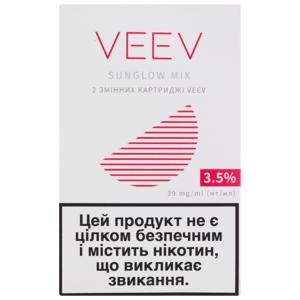 VEEV
SUNGLOW MIX
2 ЗМІННИХ КАРТРИДЖІ VEEV
3.5%
39 mg/ml (мг/мл)
Цей продукт не є
цілком безпечним
і містить нікотин,
що викликає
звикання.